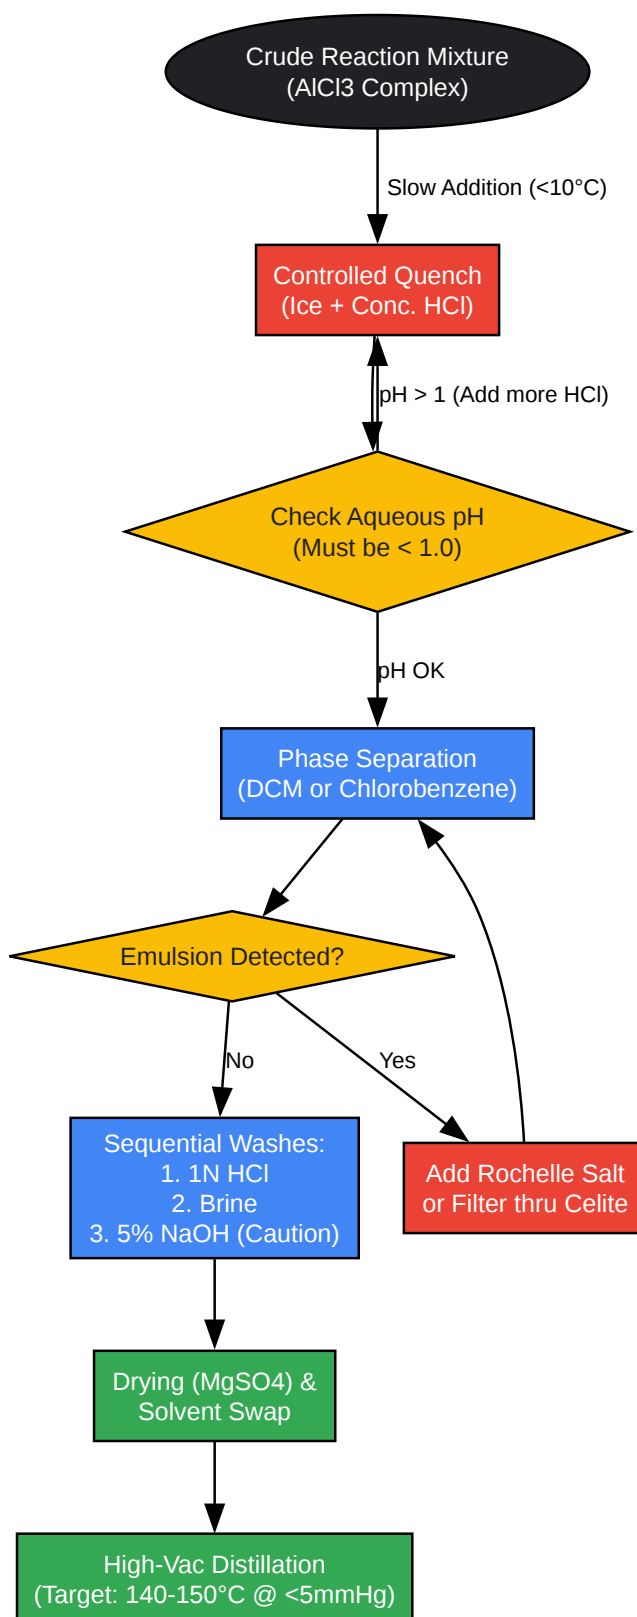 Crude Reaction Mixture
(AlCl3 Complex)
Slow Addition (<10°C)
Controlled Quench
(Ice + Conc. HCl)
pH > 1 (Add more HCl)
Check Aqueous pH
(Must be < 1.0)
pH OK
Phase Separation
(DCM or Chlorobenzene)
Emulsion Detected?
No
Yes
Sequential Washes:
1. 1N HCl
2. Brine
3. 5% NaOH (Caution)
Add Rochelle Salt
or Filter thru Celite
Drying (MgSO4) &
Solvent Swap
High-Vac Distillation
(Target: 140-150°C @ <5mmHg)